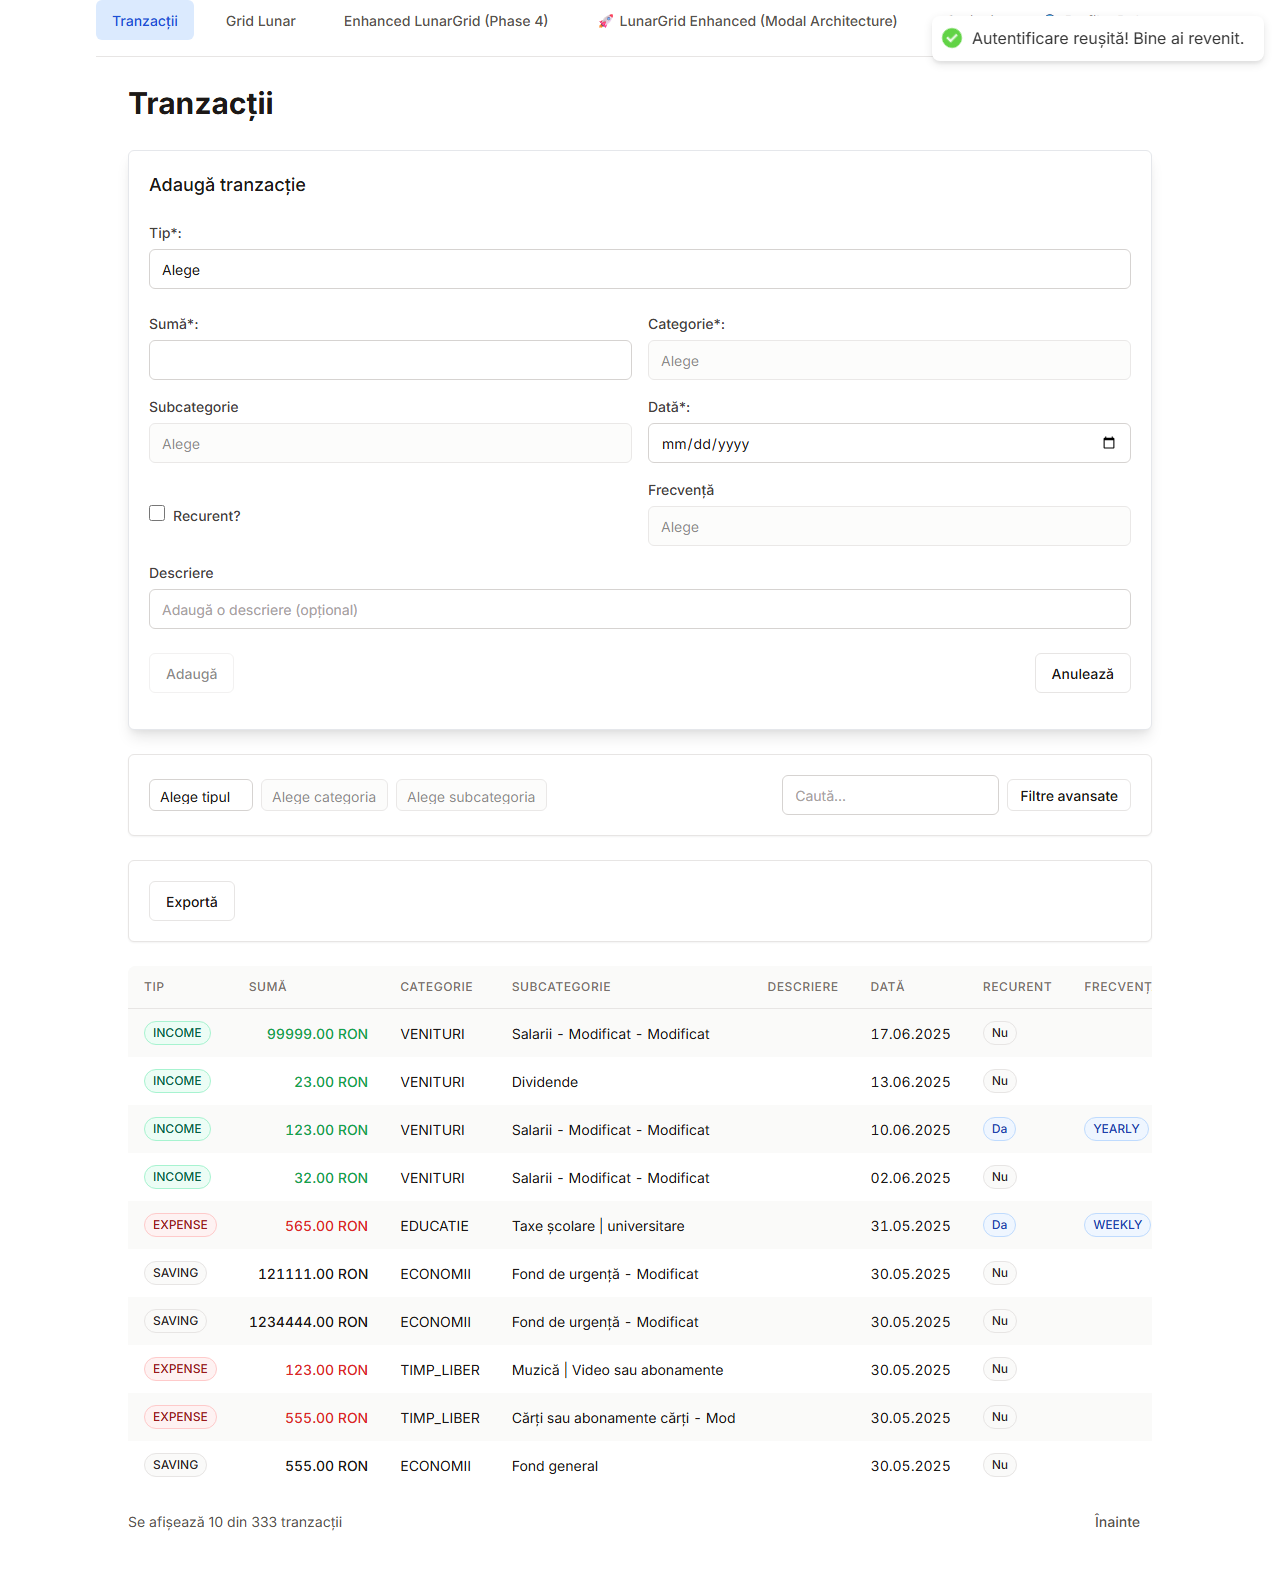 Tranzacții Grid Lunar Enhanced LunarGrid (Phase 4) 🚀 LunarGrid Enhanced (Modal Architecture)
Autentificare reușită! Bine ai revenit.
Tranzacții
Adaugă tranzacție
Tip*:
Alege
Sumă*: Categorie*:
Alege
Subcategorie Dată*:
Alege mm/dd/yyyy
Frecvență
Recurent? Alege
Descriere
Adaugă o descriere (opțional)
Adaugă Anulează
Alege tipul Alege categoria Alege subcategoria Caută... Filtre avansate
Exportă
TIP SUMĂ CATEGORIE SUBCATEGORIE DESCRIERE DATĂ RECURENT FRECVENȚ
INCOME 99999.00 RON VENITURI Salarii - Modificat - Modificat 17.06.2025 Nu
INCOME 23.00 RON VENITURI Dividende 13.06.2025 Nu
INCOME 123.00 RON VENITURI Salarii - Modificat - Modificat 10.06.2025 Da YEARLY
INCOME 32.00 RON VENITURI Salarii - Modificat - Modificat 02.06.2025 Nu
EXPENSE 565.00 RON EDUCATIE Taxe școlare | universitare 31.05.2025 Da WEEKLY
SAVING 121111.00 RON ECONOMII Fond de urgență - Modificat 30.05.2025 Nu
SAVING 1234444.00 RON ECONOMII Fond de urgență - Modificat 30.05.2025 Nu
EXPENSE 123.00 RON TIMP_LIBER Muzică | Video sau abonamente 30.05.2025 Nu
EXPENSE 555.00 RON TIMP_LIBER Cărți sau abonamente cărți - Mod 30.05.2025 Nu
SAVING 555.00 RON ECONOMII Fond general 30.05.2025 Nu
Se afișează 10 din 333 tranzacții Înainte